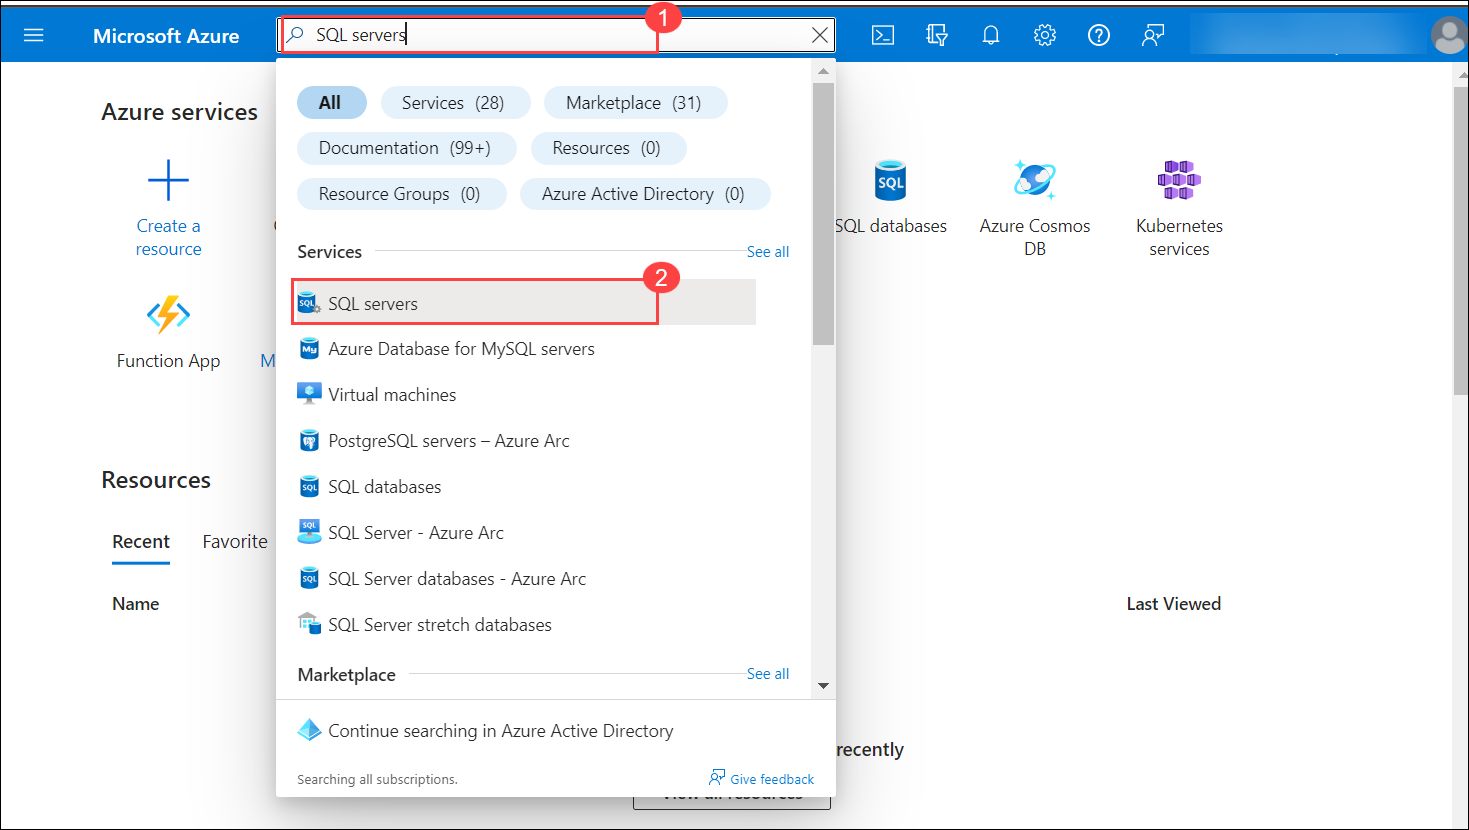 Microsoft Azure
SQL servers
1
Azure services
All
Services (28)
Marketplace (31)
Documentation (99+)
Resources (0)
Resource Groups (0)
Azure Active Directory (0)
Create a
resource
SQL databases
Azure Cosmos
DB
Kubernetes
services
Services
See all
2
SQL servers
Azure Database for MySQL servers
Virtual machines
PostgreSQL servers – Azure Arc
SQL databases
SQL Server - Azure Arc
SQL Server databases - Azure Arc
SQL Server stretch databases
Function App
Resources
Recent
Favorite
Name
Last Viewed
Marketplace
See all
Continue searching in Azure Active Directory
recently
Searching all subscriptions.
Give feedback
View all resources